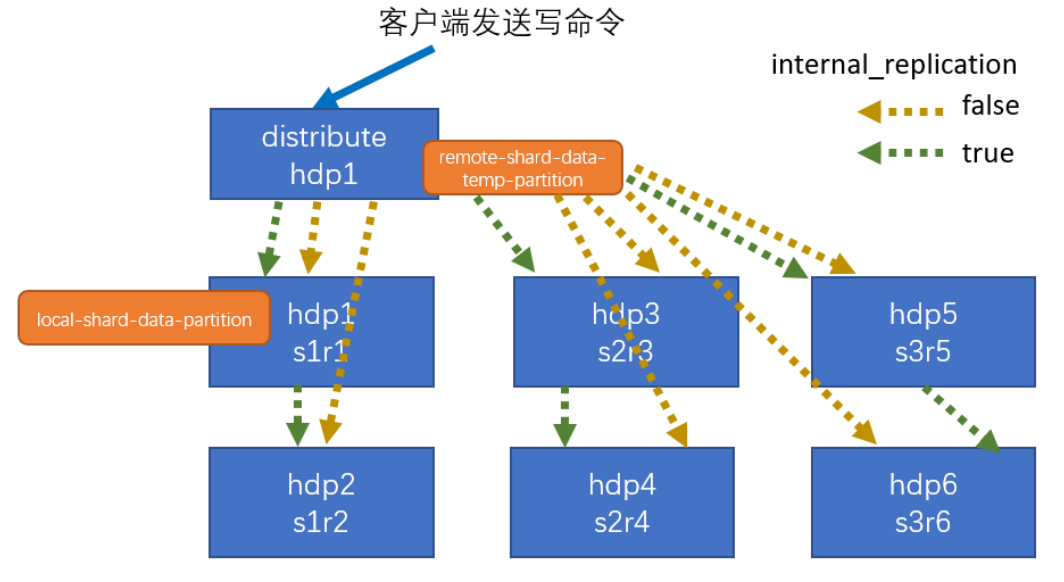 客户端发送写命令
internal_replication
false
true
distribute
hdp1
remote-shard-data-
temp-partition
local-shard-data-partition
hdp1
s1r1
hdp3
s2r3
hdp5
s3r5
hdp2
s1r2
hdp4
s2r4
hdp6
s3r6